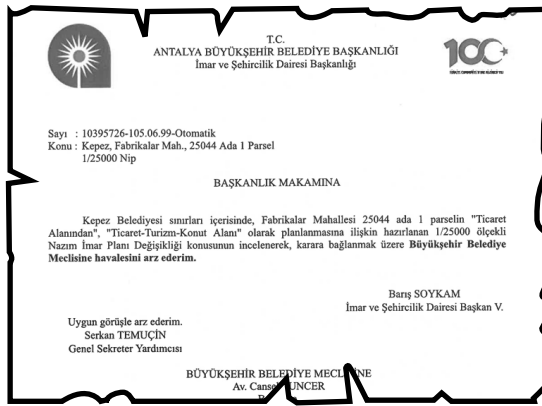 T.C.
ANTALYA BÜYÜKŞEHİR BELEDİYE BAŞKANLIĞI
İmar ve Şehircilik Dairesi Başkanlığı
100
Sayı : 10395726-105.06.99-Otomatik
Konu : Kepez, Fabrikalar Mah., 25044 Ada 1 Parsel
1/25000 Nip
BAŞKANLIK MAKAMINA
Kepez Belediyesi sınırları içerisinde, Fabrikalar Mahallesi 25044 ada 1 parselin "Ticaret
Alanından", "Ticaret-Turizm-Konut Alanı" olarak planlanmasına ilişkin hazırlanan 1/25000 ölçekli
Nazım İmar Planı Değişikliği konusunun incelenerek, karara bağlanmak üzere Büyükşehir Belediye
Meclisine havalesini arz ederim.
Barış SOYKAM
İmar ve Şehircilik Dairesi Başkan V.
Uygun görüşle arz ederim.
Serkan TEMUÇİN
Genel Sekreter Yardımcısı
BÜYÜKŞEHİR BELEDİYE
Av.